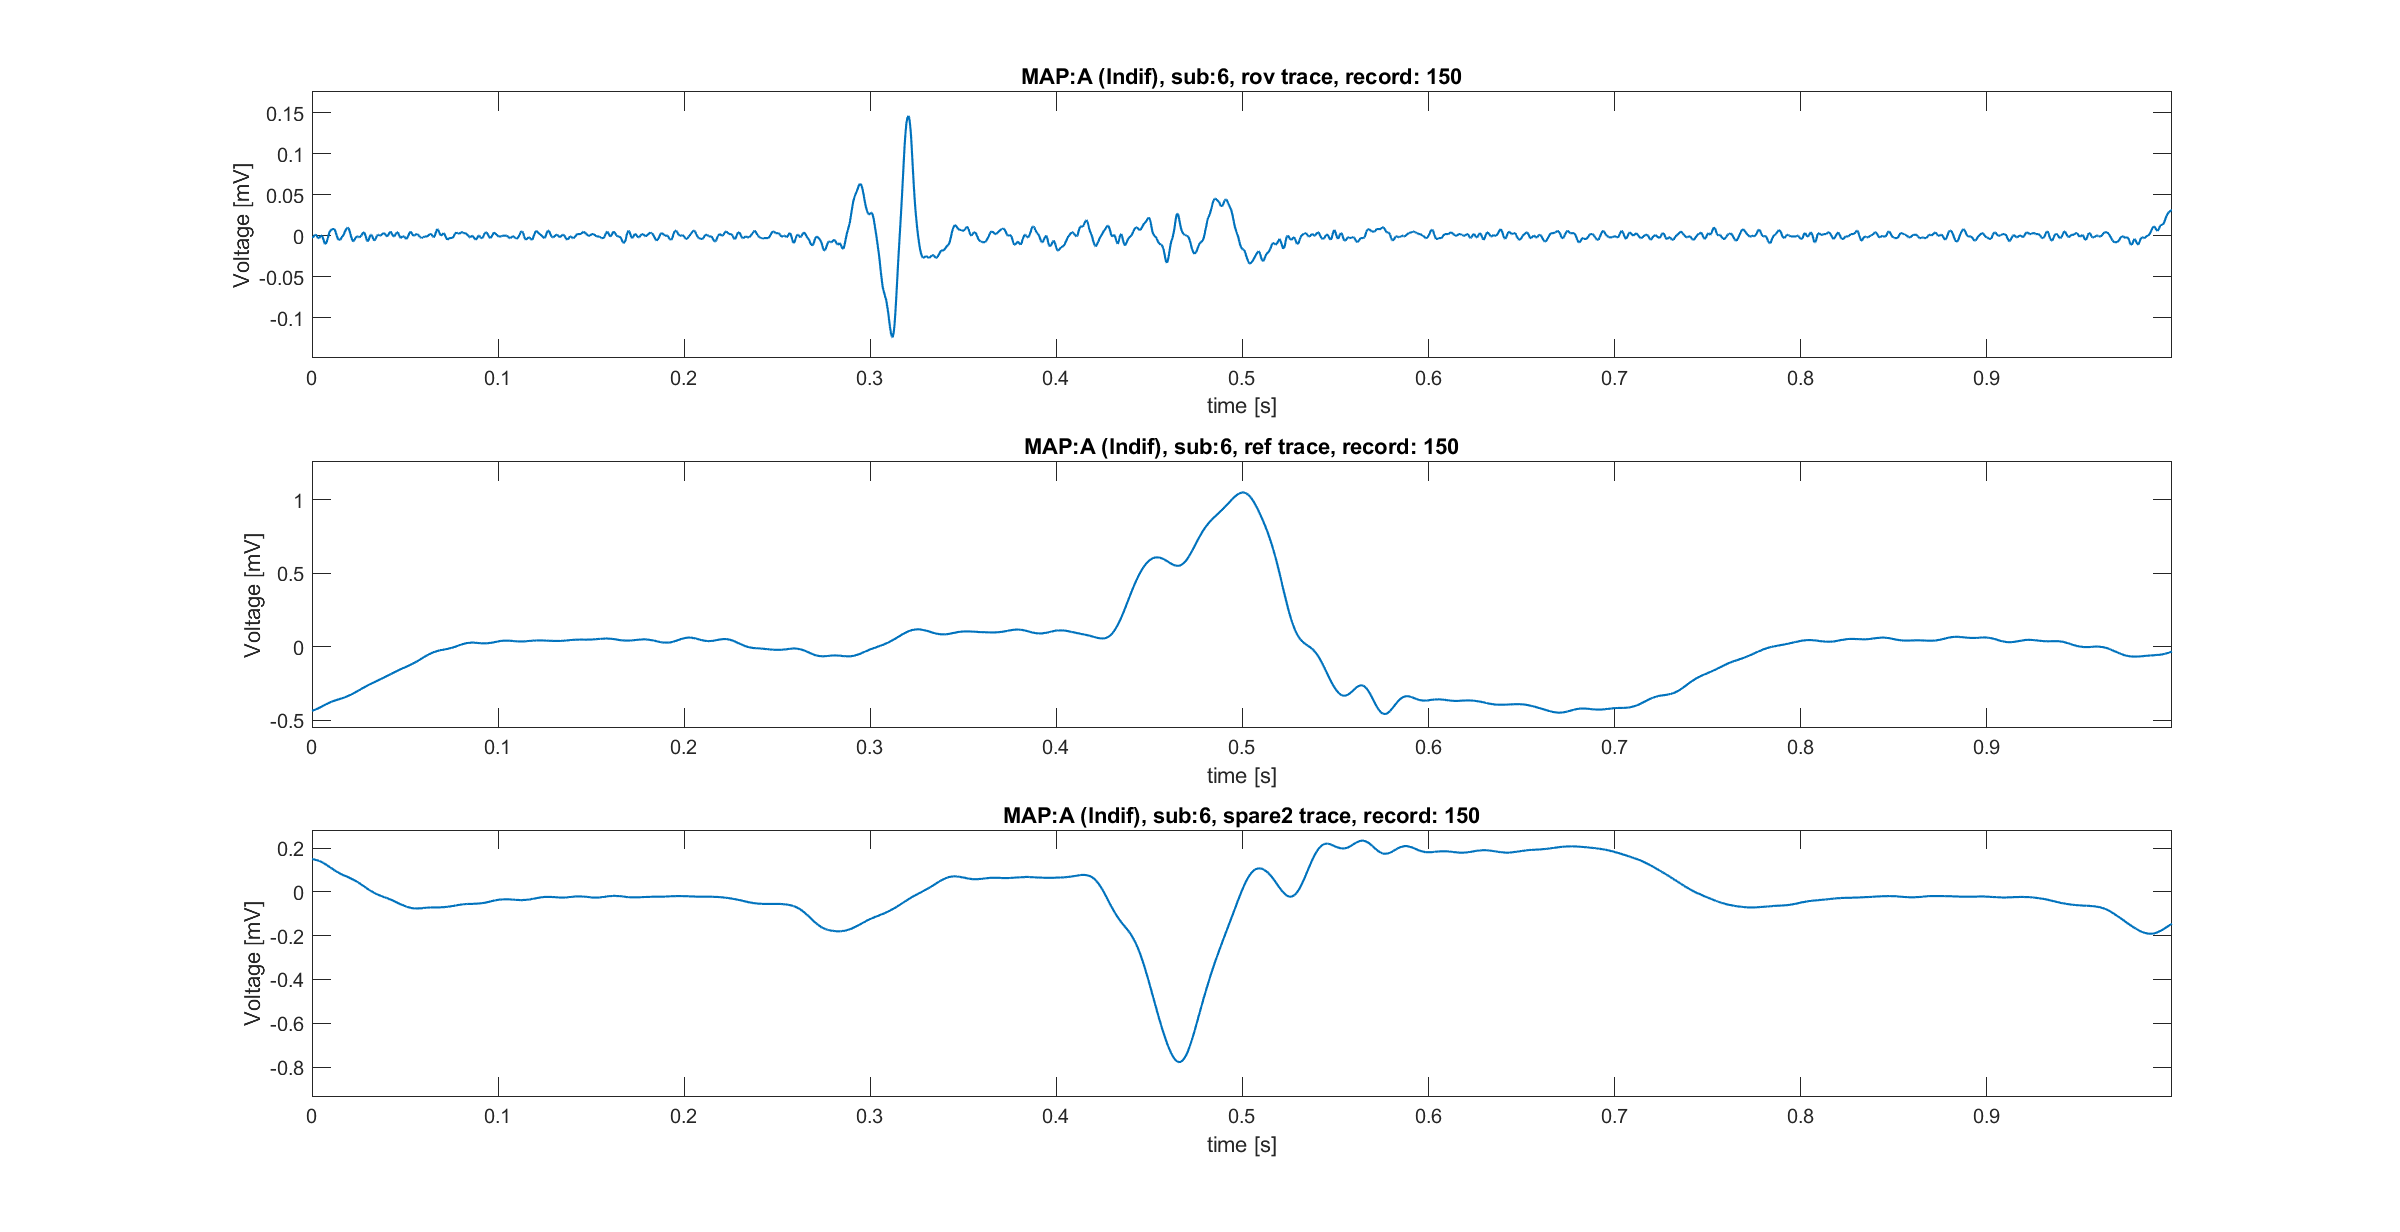 MAP:A (Indif), sub:6, rov trace, record: 150
Voltage [mV]
0.15
0.1
0.05
0
-0.05
-0.1
0 0.1 0.2 0.3 0.4 0.5 0.6 0.7 0.8 0.9
time [s]
MAP:A (Indif), sub:6, ref trace, record: 150
Voltage [mV]
1
0.5
0
-0.5
0 0.1 0.2 0.3 0.4 0.5 0.6 0.7 0.8 0.9
time [s]
MAP:A (Indif), sub:6, spare2 trace, record: 150
Voltage [mV]
0.2
0
-0.2
-0.4
-0.6
-0.8
0 0.1 0.2 0.3 0.4 0.5 0.6 0.7 0.8 0.9
time [s]